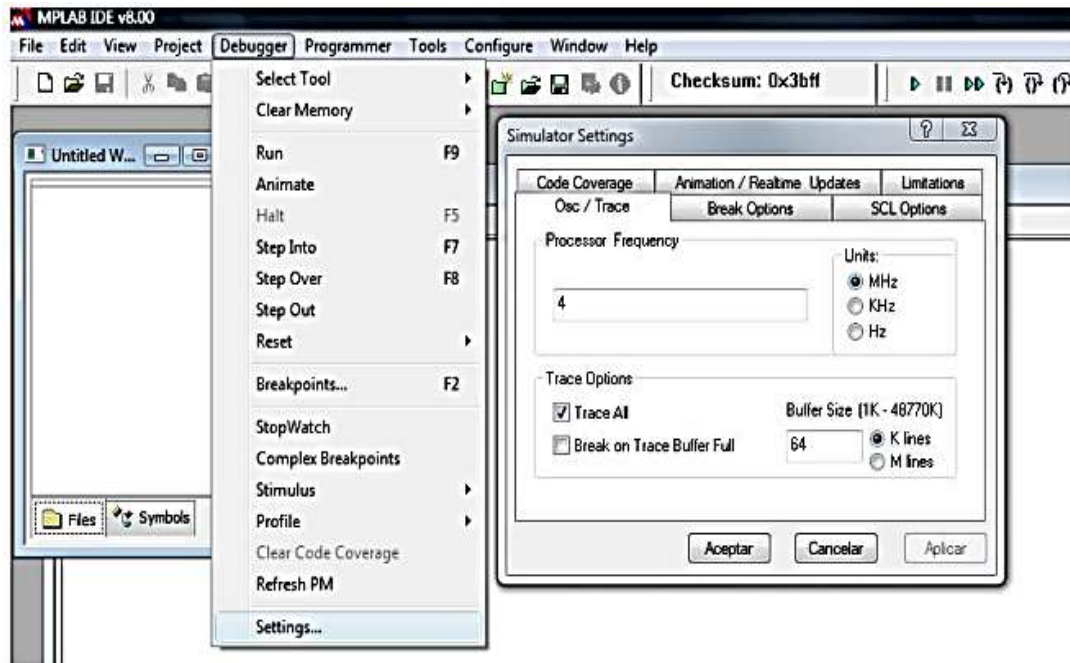 MPLAB IDE v8.00
File Edit View Project Debugger Programmer Tools Configure Window Help
Checksum: 0x3bff
Untitled W...
Files Symbols
Select Tool
Clear Memory
Run F9
Animate
Halt F5
Step Into F7
Step Over F8
Step Out
Reset
Breakpoints... F2
StopWatch
Complex Breakpoints
Stimulus
Profile
Clear Code Coverage
Refresh PM
Settings...
Simulator Settings
Code Coverage Animation / Realtime Updates Limitations
Osc / Trace Break Options SCL Options
Processor Frequency
4
Units:
MHz
KHz
Hz
Trace Options
Trace All
Break on Trace Buffer Full
Buffer Size (1K - 48770K)
64
K lines
M lines
Aceptar Cancelar Aplicar